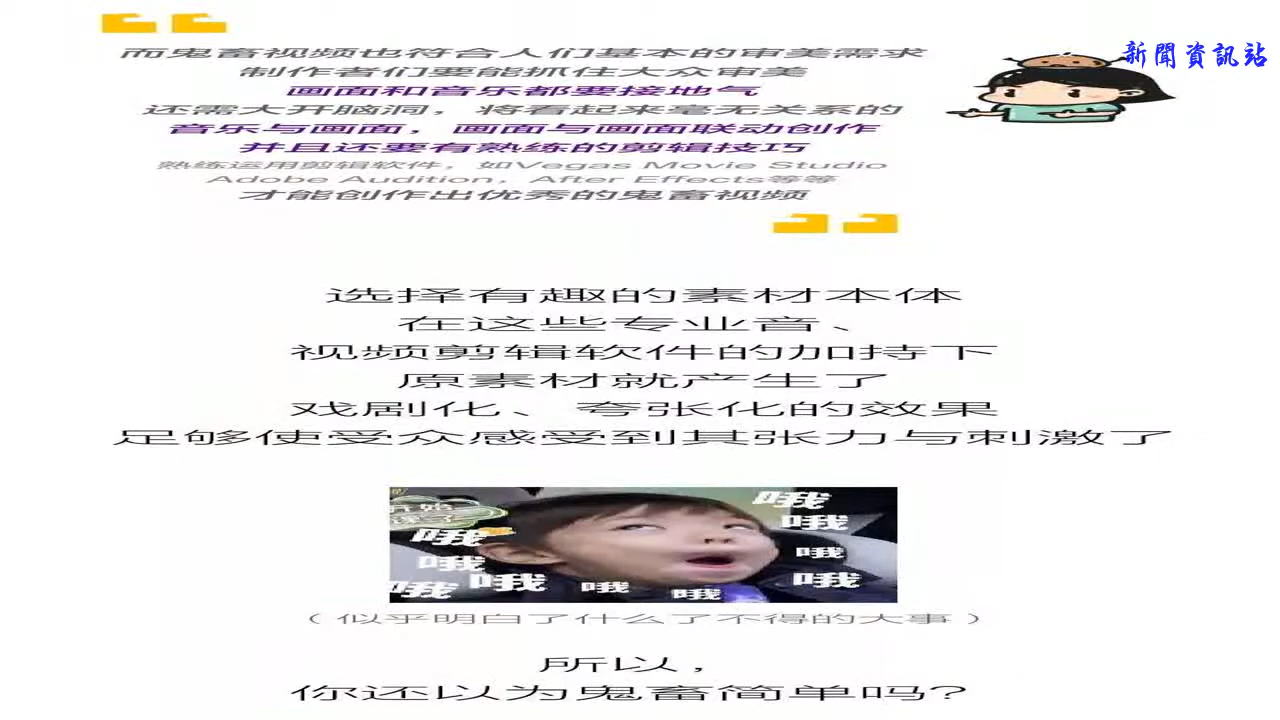 新聞資訊站
而鬼畜视频也符合人们基本的审美需求
制作者们要能抓住大众审美
画面和音乐都要接地气
还需大开脑洞，将看起来毫无关系的
音乐与画面，画面与画面联动创作
并且还要有熟练的剪辑技巧
熟练运用剪辑软件，如Vegas Movie Studio
Adobe Audition，After Effects等等
才能创作出优秀的鬼畜视频
选择有趣的素材本体
在这些专业音、
视频剪辑软件的加持下
原素材就产生了
戏剧化、夸张化的效果
足够使受众感受到其张力与刺激了
哦
哦
哦
哦
哦
哦
哦
哦
哦
哦
（似乎明白了什么了不得的大事）
所以，
你还以为鬼畜简单吗？